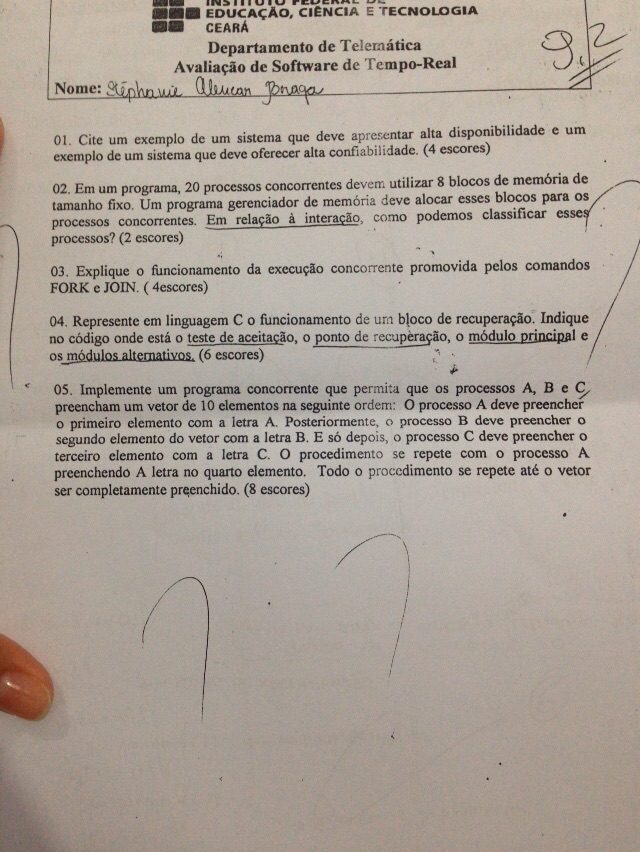 INSTITUTO FEDERAL DE
EDUCAÇÃO, CIÊNCIA E TECNOLOGIA
CEARÁ
Departamento de Telemática
Avaliação de Software de Tempo-Real
9.2
Nome: Stéphanie Alencar Braga
01. Cite um exemplo de um sistema que deve apresentar alta disponibilidade e um
exemplo de um sistema que deve oferecer alta confiabilidade. (4 escores)
02. Em um programa, 20 processos concorrentes devem utilizar 8 blocos de memória de
tamanho fixo. Um programa gerenciador de memória deve alocar esses blocos para os
processos concorrentes. Em relação à interação, como podemos classificar esses
processos? (2 escores)
03. Explique o funcionamento da execução concorrente promovida pelos comandos
FORK e JOIN. ( 4escores)
04. Represente em linguagem C o funcionamento de um bloco de recuperação. Indique
no código onde está o teste de aceitação, o ponto de recuperação, o módulo principal e
os módulos alternativos. (6 escores)
05. Implemente um programa concorrente que permita que os processos A, B e C
preencham um vetor de 10 elementos na seguinte ordem: O processo A deve preencher
o primeiro elemento com a letra A. Posteriormente, o processo B deve preencher o
segundo elemento do vetor com a letra B. E só depois, o processo C deve preencher o
terceiro elemento com a letra C. O procedimento se repete com o processo A
preenchendo A letra no quarto elemento. Todo o procedimento se repete até o vetor
ser completamente preenchido. (8 escores)